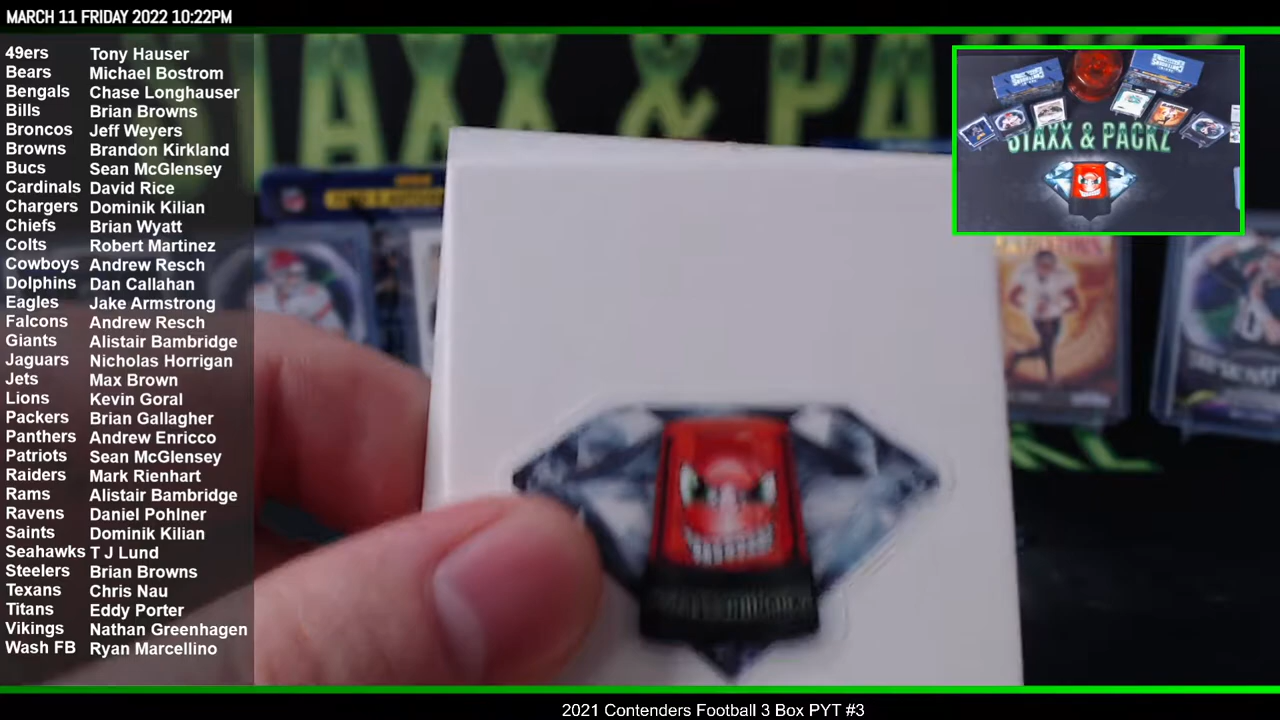 MARCH 11 FRIDAY 2022 10:22PM
49ers Tony Hauser
Bears Michael Bostrom
Bengals Chase Longhauser
Bills Brian Browns
Broncos Jeff Weyers
Browns Brandon Kirkland
Bucs Sean McGlensey
Cardinals David Rice
Chargers Dominik Kilian
Chiefs Brian Wyatt
Colts Robert Martinez
Cowboys Andrew Resch
Dolphins Dan Callahan
Eagles Jake Armstrong
Falcons Andrew Resch
Giants Alistair Bambridge
Jaguars Nicholas Horrigan
Jets Max Brown
Lions Kevin Goral
Packers Brian Gallagher
Panthers Andrew Enricco
Patriots Sean McGlensey
Raiders Mark Rienhart
Rams Alistair Bambridge
Ravens Daniel Pohlner
Saints Dominik Kilian
Seahawks T J Lund
Steelers Brian Browns
Texans Chris Nau
Titans Eddy Porter
Vikings Nathan Greenhagen
Wash FB Ryan Marcellino
STAXX & PA
STAXX & PACKZ
2021 Contenders Football 3 Box PYT #3